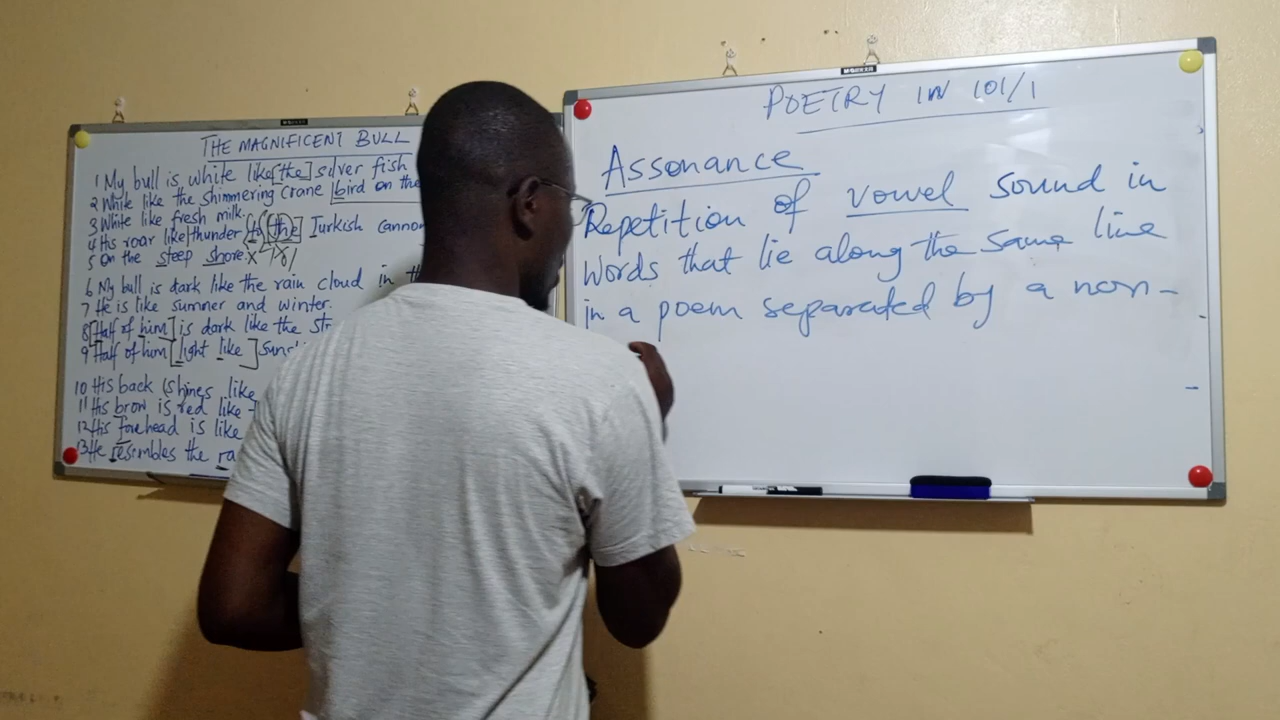 THE MAGNIFICENT BULL
1 My bull is white like [the] silver fish
2 White like the shimmering crane bird on the
3 White like fresh milk.
4 His roar like thunder to the Turkish cannon
5 On the steep shore.
6 My bull is dark like the rain cloud in
7 He is like summer and winter.
8 [Half of him] is dark like the
9 Half of him [light like]
10 His back (shines like
11 His brow is red like
12 His forehead is like
13 He resembles the
POETRY IN 101/1
Assonance
Repetition of vowel sound in
words that lie along the same line
in a poem separated by a non-